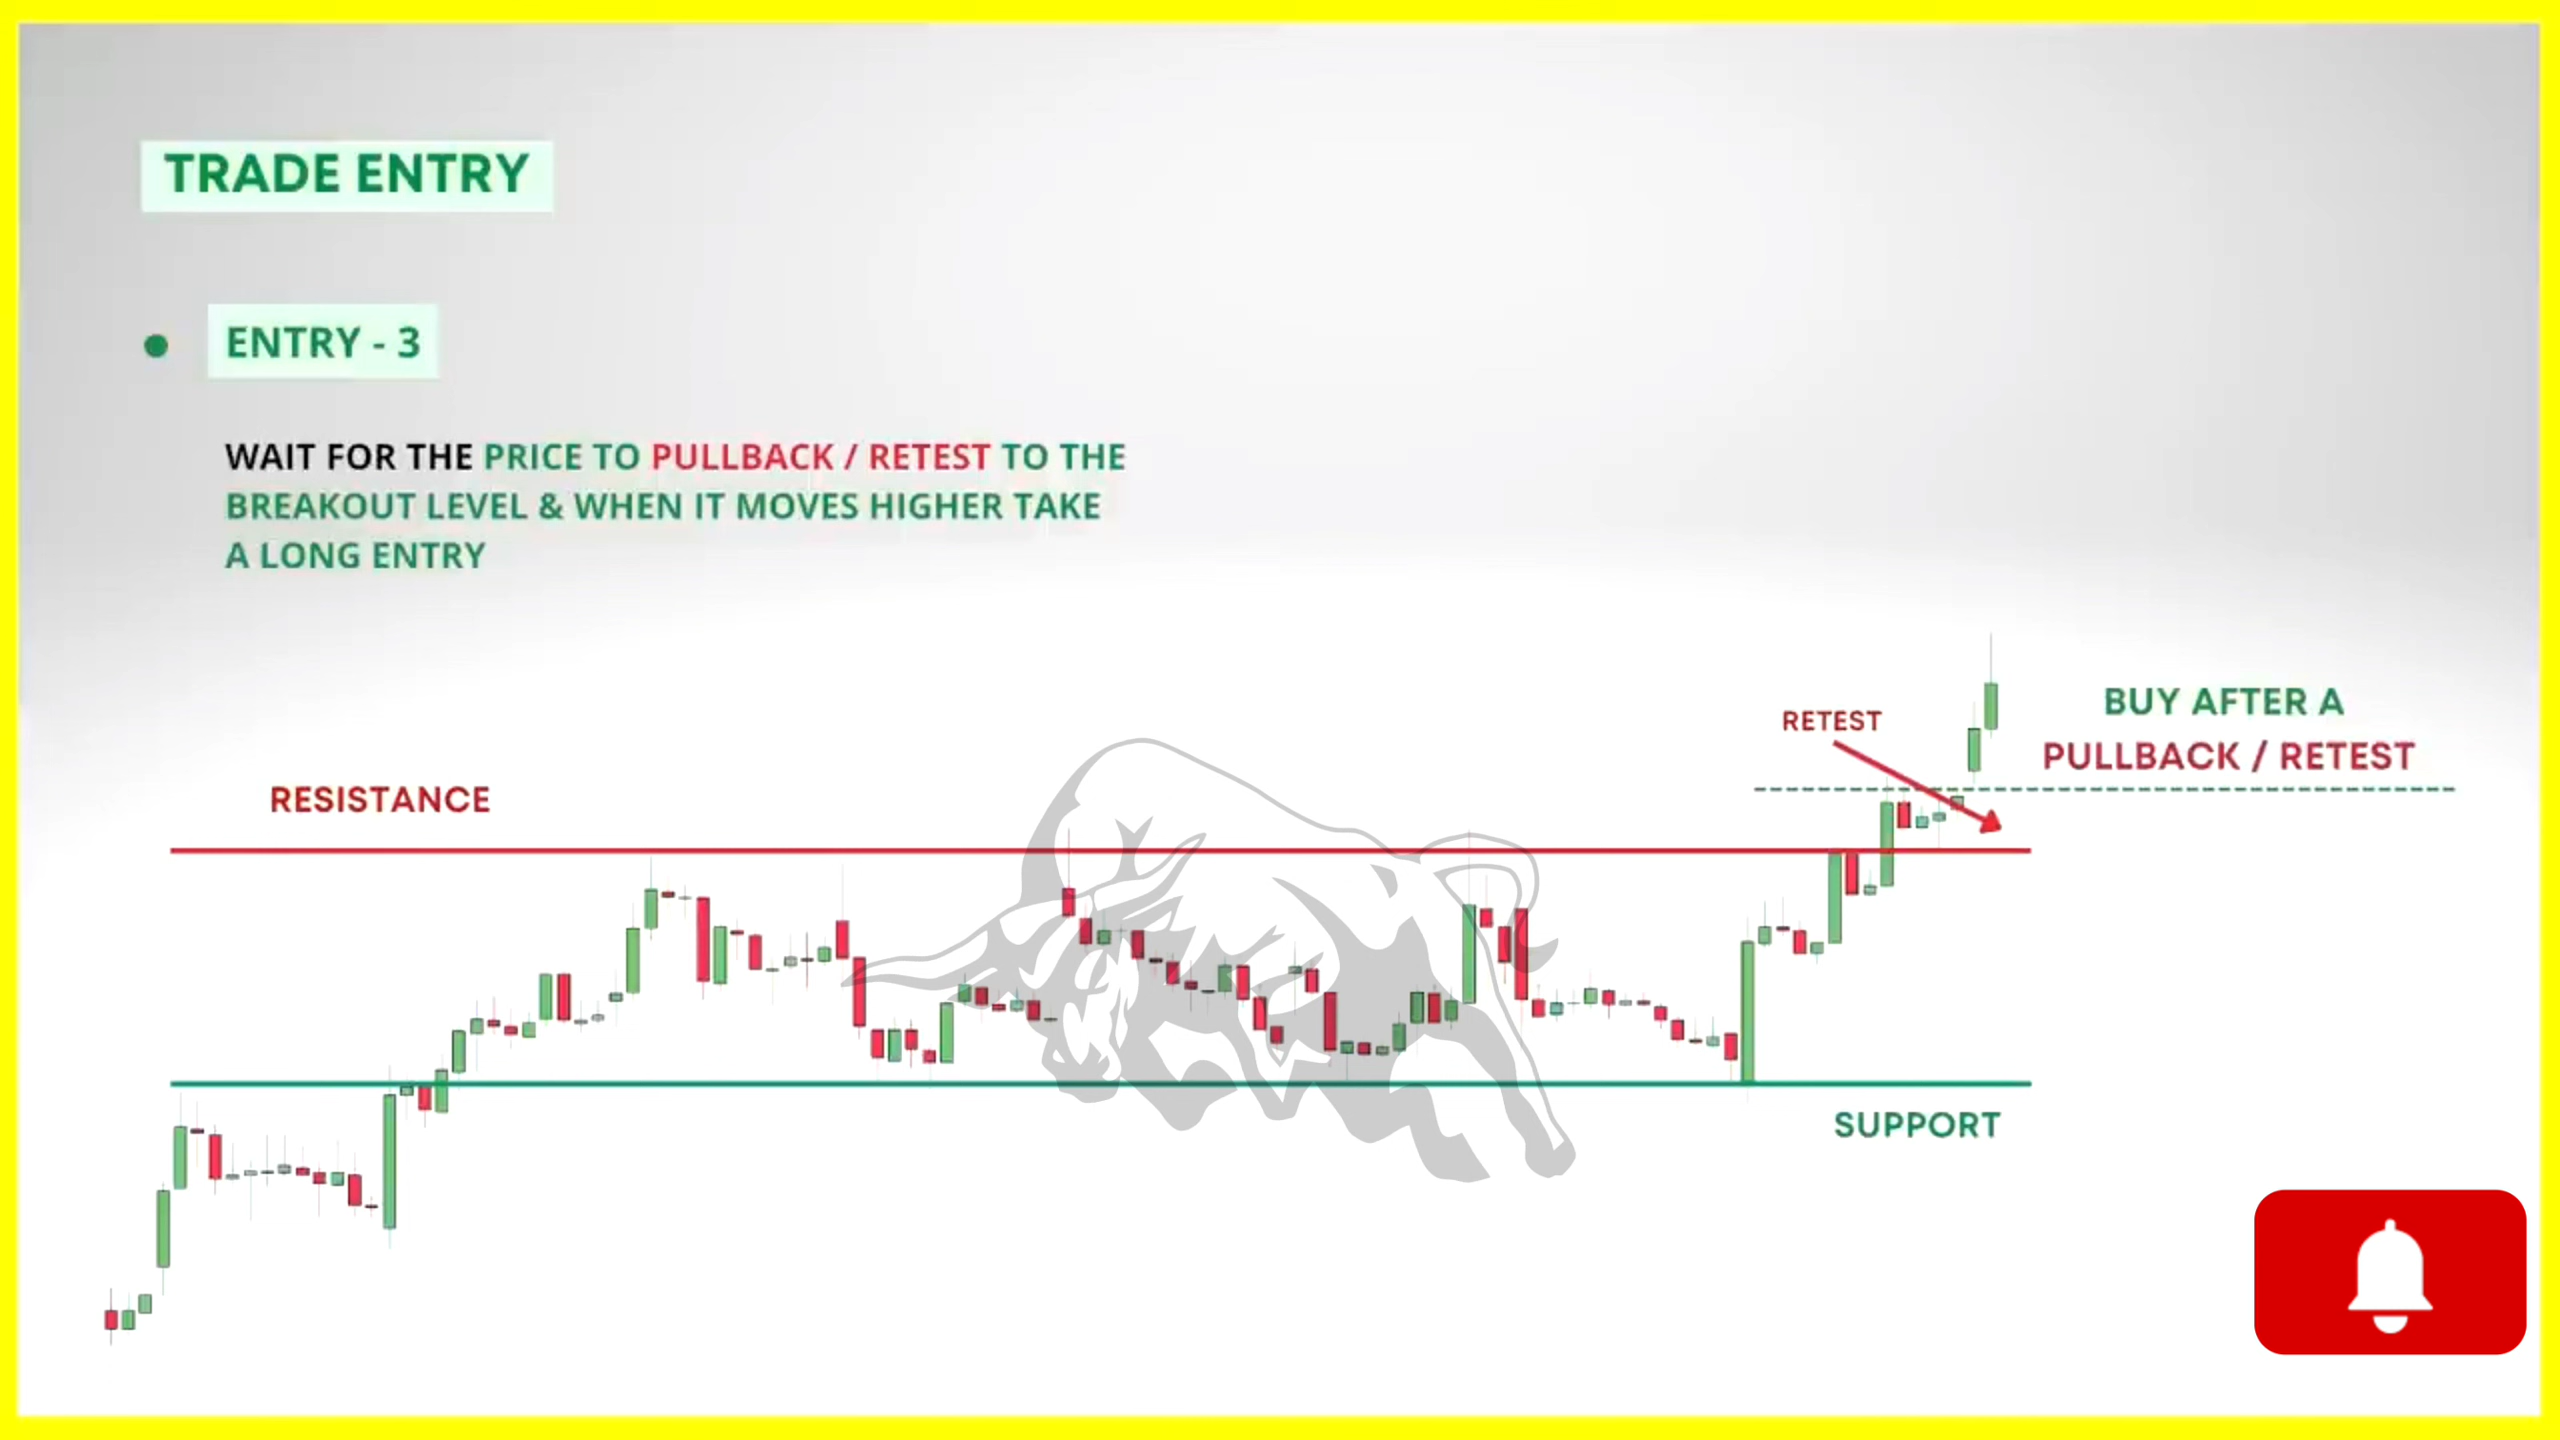 TRADE ENTRY
ENTRY - 3
WAIT FOR THE PRICE TO PULLBACK / RETEST TO THE
BREAKOUT LEVEL & WHEN IT MOVES HIGHER TAKE
A LONG ENTRY
RETEST
BUY AFTER A
PULLBACK / RETEST
RESISTANCE
SUPPORT